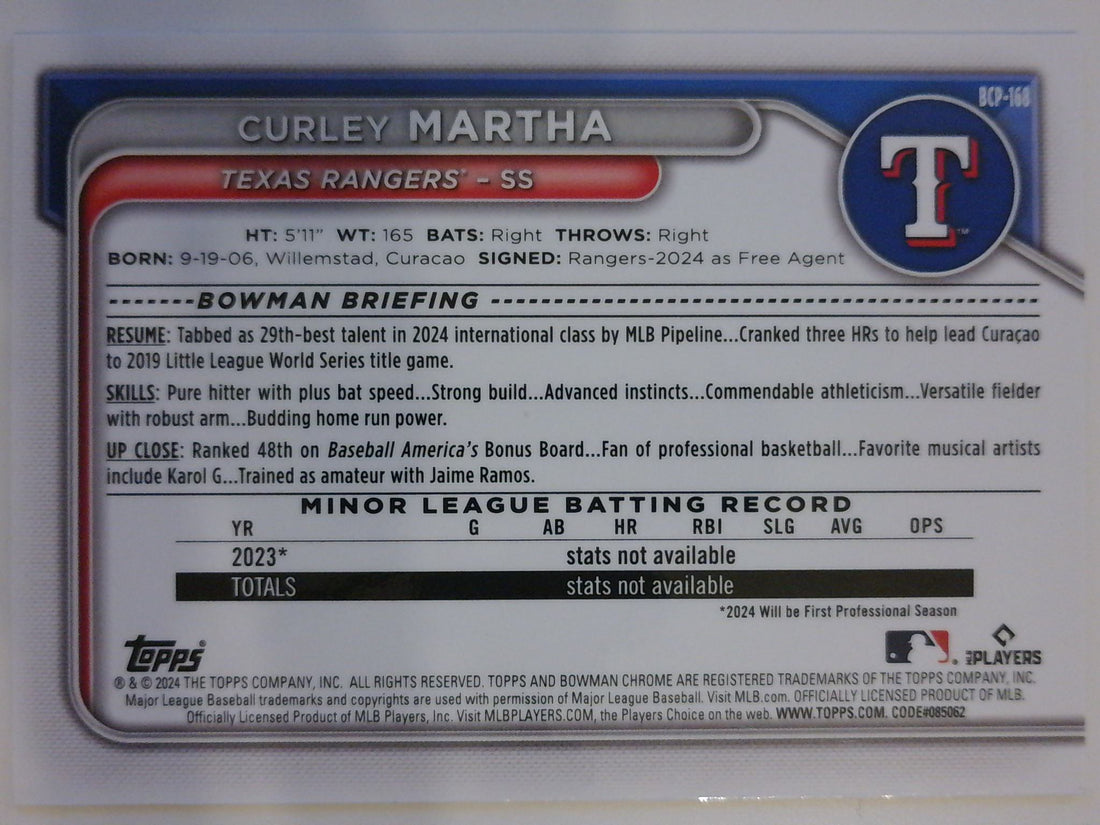 BCP-168
CURLEY MARTHA
TEXAS RANGERS® – SS
T™
HT: 5'11" WT: 165 BATS: Right THROWS: Right
BORN: 9-19-06, Willemstad, Curacao SIGNED: Rangers-2024 as Free Agent
-------BOWMAN BRIEFING -------
RESUME: Tabbed as 29th-best talent in 2024 international class by MLB Pipeline...Cranked three HRs to help lead Curaçao
to 2019 Little League World Series title game.
SKILLS: Pure hitter with plus bat speed...Strong build...Advanced instincts...Commendable athleticism...Versatile fielder
with robust arm...Budding home run power.
UP CLOSE: Ranked 48th on Baseball America's Bonus Board...Fan of professional basketball...Favorite musical artists
include Karol G...Trained as amateur with Jaime Ramos.
MINOR LEAGUE BATTING RECORD
YR G AB HR RBI SLG AVG OPS
2023* stats not available
TOTALS stats not available
*2024 Will be First Professional Season
Topps®
MLB PLAYERS
® & © 2024 THE TOPPS COMPANY, INC. ALL RIGHTS RESERVED. TOPPS AND BOWMAN CHROME ARE REGISTERED TRADEMARKS OF THE TOPPS COMPANY, INC.
Major League Baseball trademarks and copyrights are used with permission of Major League Baseball. Visit MLB.com. OFFICIALLY LICENSED PRODUCT OF MLB.
Officially Licensed Product of MLB Players, Inc. Visit MLBPLAYERS.COM, the Players Choice on the web. WWW.TOPPS.COM. CODE#085062